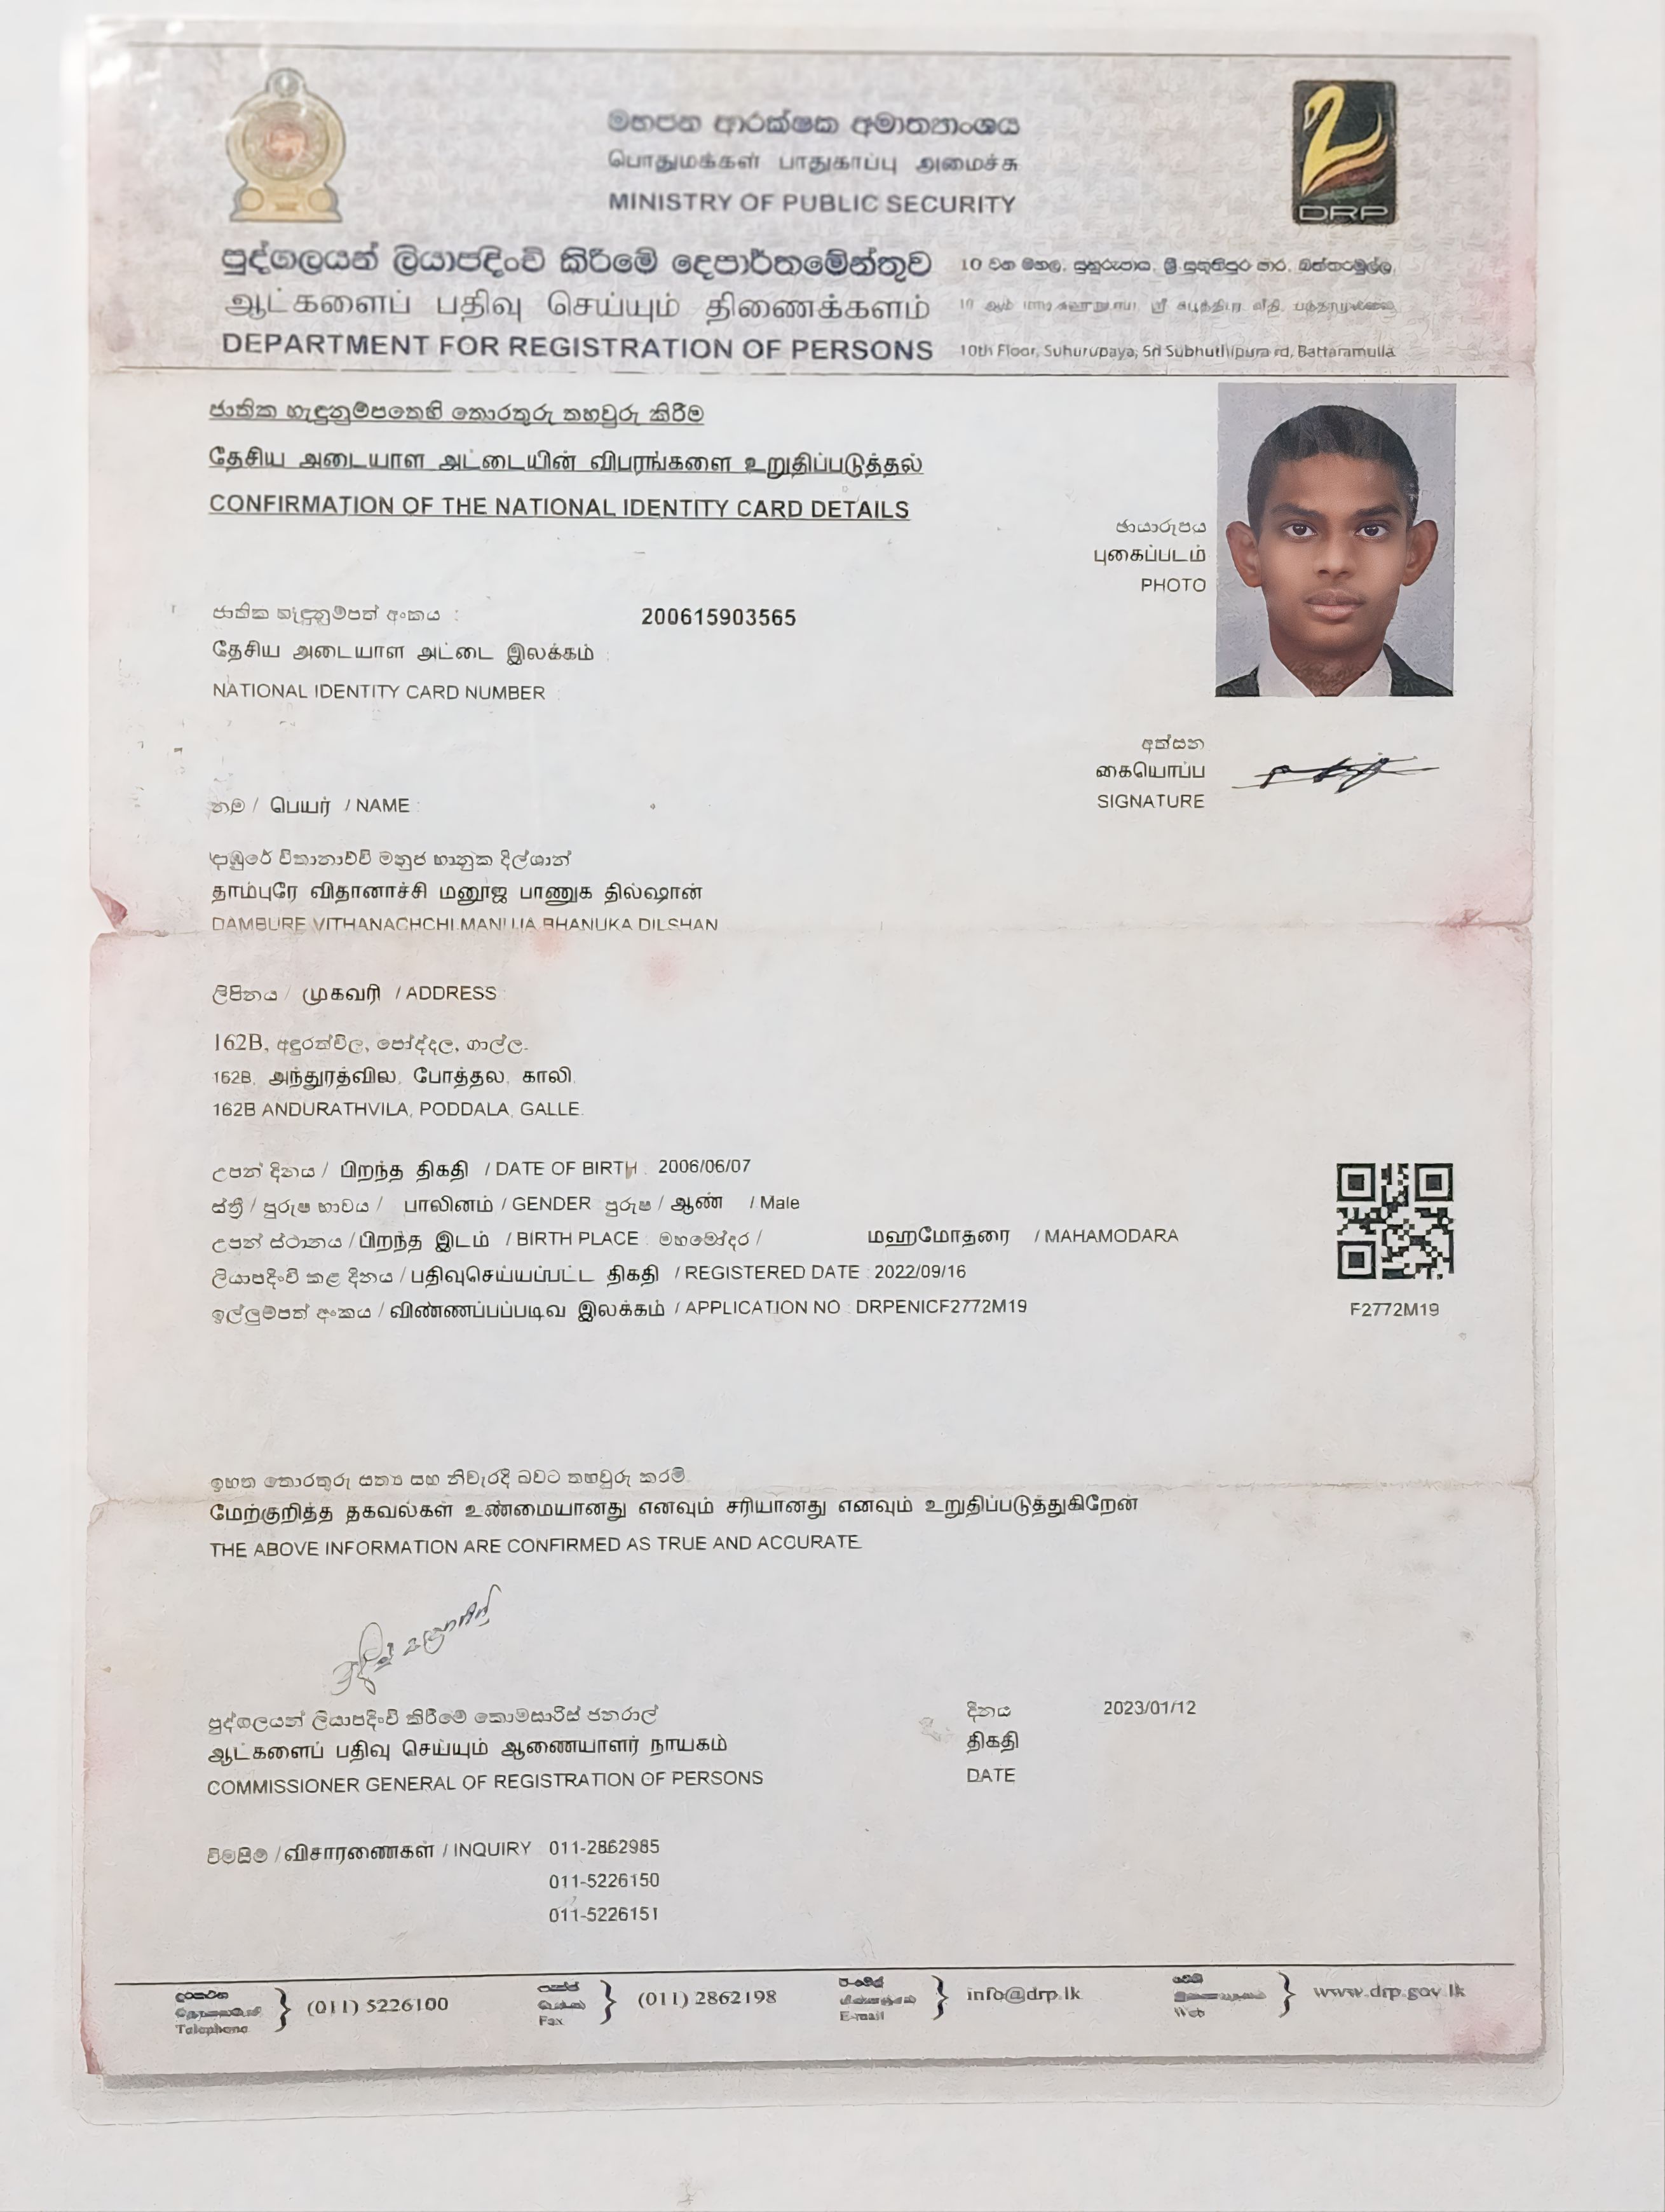 මහජන ආරක්ෂක අමාත්‍යාංශය
பொதுமக்கள் பாதுகாப்பு அமைச்சு
MINISTRY OF PUBLIC SECURITY
DRP
පුද්ගලයන් ලියාපදිංචි කිරීමේ දෙපාර්තමේන්තුව
10 වන මහල, සුහුරුපාය, ශ්‍රී සුභූතිපුර පාර, බත්තරමුල්ල,
ஆட்களைப் பதிவு செய்யும் திணைக்களம்
DEPARTMENT FOR REGISTRATION OF PERSONS
10th Floor, Suhurupaya, Sri Subhuthipura rd, Battaramulla
ජාතික හැඳුනුම්පතෙහි තොරතුරු තහවුරු කිරීම
தேசிய அடையாள அட்டையின் விபரங்களை உறுதிப்படுத்தல்
CONFIRMATION OF THE NATIONAL IDENTITY CARD DETAILS
ඡායාරූපය
புகைப்படம்
PHOTO
ජාතික හැඳුනුම්පත් අංකය : 200615903565
தேசிய அடையாள அட்டை இலக்கம் :
NATIONAL IDENTITY CARD NUMBER :
අත්සන
கையொப்ப
SIGNATURE
නම / பெயர் / NAME :
දාඹුරේ විතානාච්චි මනුජ භානුක දිල්ශාන්
தாம்புரே விதானாச்சி மனூஜ பாணுக தில்ஷான்
DAMBURE VITHANACHCHI MANUJA BHANUKA DILSHAN
ලිපිනය / முகவரி / ADDRESS :
162B, අඳුරත්විල, පෝද්දල, ගාල්ල.
162B, அந்துரத்வில, போத்தல, காலி.
162B ANDURATHVILA, PODDALA, GALLE.
උපන් දිනය / பிறந்த திகதி / DATE OF BIRTH : 2006/06/07
ස්ත්‍රී / පුරුෂ භාවය / பாலினம் / GENDER පුරුෂ / ஆண் / Male
උපන් ස්ථානය / பிறந்த இடம் / BIRTH PLACE : මහමෝදර / மஹமோதரை / MAHAMODARA
ලියාපදිංචි කළ දිනය / பதிவுசெய்யப்பட்ட திகதி / REGISTERED DATE : 2022/09/16
ඉල්ලුම්පත් අංකය / விண்ணப்பப்படிவ இலக்கம் / APPLICATION NO : DRPENICF2772M19
F2772M19
ඉහත තොරතුරු සත්‍ය සහ නිවැරදි බවට තහවුරු කරමි.
மேற்குறித்த தகவல்கள் உண்மையானது எனவும் சரியானது எனவும் உறுதிப்படுத்துகிறேன்
THE ABOVE INFORMATION ARE CONFIRMED AS TRUE AND ACCURATE.
පුද්ගලයන් ලියාපදිංචි කිරීමේ කොමසාරිස් ජනරාල්
ஆட்களைப் பதிவு செய்யும் ஆணையாளர் நாயகம்
COMMISSIONER GENERAL OF REGISTRATION OF PERSONS
දිනය 2023/01/12
திகதி
DATE
විමසීම් / விசாரணைகள் / INQUIRY 011-2862985
011-5226150
011-5226151
දුරකථන
Telephone
(011) 5226100
ෆැක්ස්
Fax
(011) 2862198
E-mail
info@drp.lk
වෙබ්
Web
www.drp.gov.lk